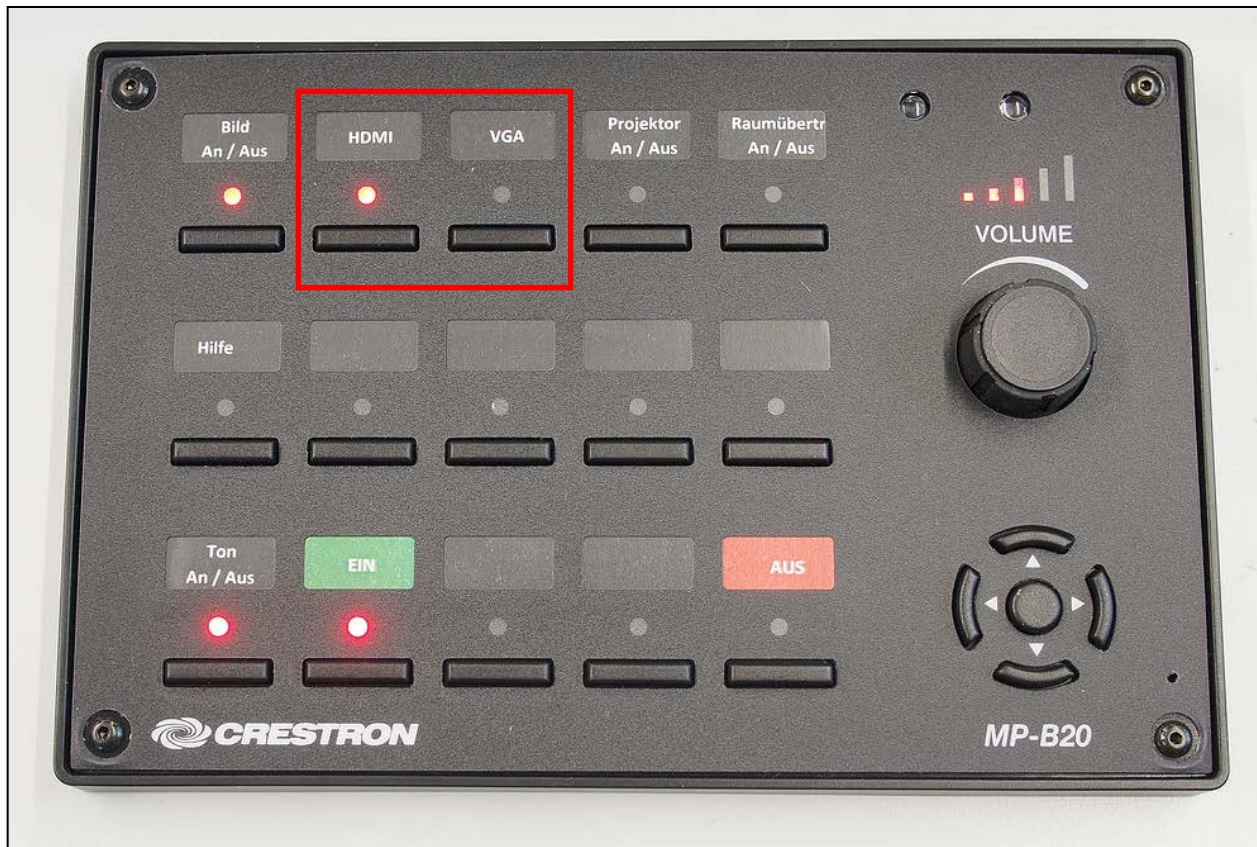 Bild
An / Aus
HDMI
VGA
Projektor
An / Aus
Raumübertr
An / Aus
VOLUME
Hilfe
Ton
An / Aus
EIN
AUS
CRESTRON
MP-B20